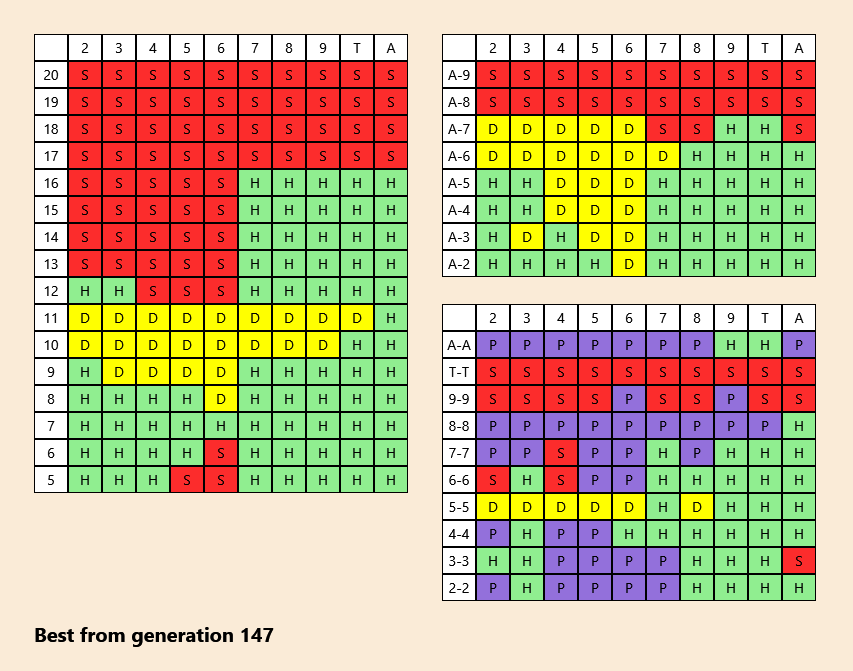 2 3 4 5 6 7 8 9 T A
20 S S S S S S S S S S
19 S S S S S S S S S S
18 S S S S S S S S S S
17 S S S S S S S S S S
16 S S S S S H H H H H
15 S S S S S H H H H H
14 S S S S S H H H H H
13 S S S S S H H H H H
12 H H S S S H H H H H
11 D D D D D D D D D H
10 D D D D D D D D H H
9 H D D D D H H H H H
8 H H H H D H H H H H
7 H H H H H H H H H H
6 H H H H S H H H H H
5 H H H S S H H H H H
2 3 4 5 6 7 8 9 T A
A-9 S S S S S S S S S S
A-8 S S S S S S S S S S
A-7 D D D D D S S H H S
A-6 D D D D D D H H H H
A-5 H H D D D H H H H H
A-4 H H D D D H H H H H
A-3 H D H D D H H H H H
A-2 H H H H D H H H H H
2 3 4 5 6 7 8 9 T A
A-A P P P P P P P H H P
T-T S S S S S S S S S S
9-9 S S S S P S S P S S
8-8 P P P P P P P P P H
7-7 P P S P P H P H H H
6-6 S H S P P H H H H H
5-5 D D D D D H D H H H
4-4 P H P P H H H H H H
3-3 H H P P P P H H H S
2-2 P H P P P P H H H H
Best from generation 147